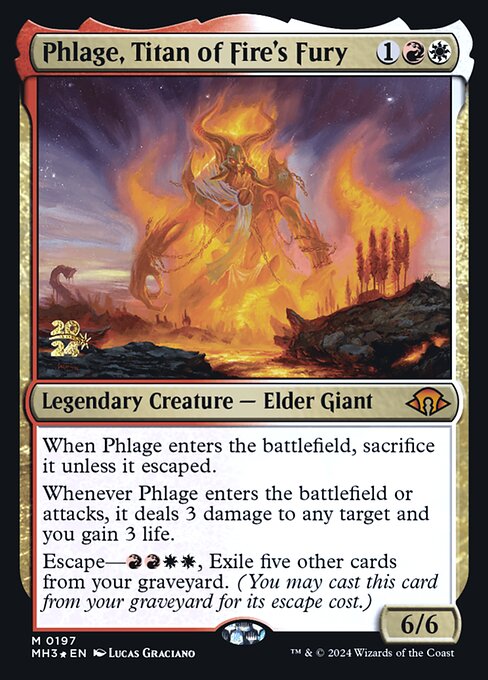 Phlage, Titan of Fire's Fury 1
2024
Legendary Creature — Elder Giant
When Phlage enters the battlefield, sacrifice
it unless it escaped.
Whenever Phlage enters the battlefield or
attacks, it deals 3 damage to any target and
you gain 3 life.
Escape—, Exile five other cards
from your graveyard. (You may cast this card
from your graveyard for its escape cost.)
6/6
M 0197
MH3★EN Lucas Graciano
™ & © 2024 Wizards of the Coast